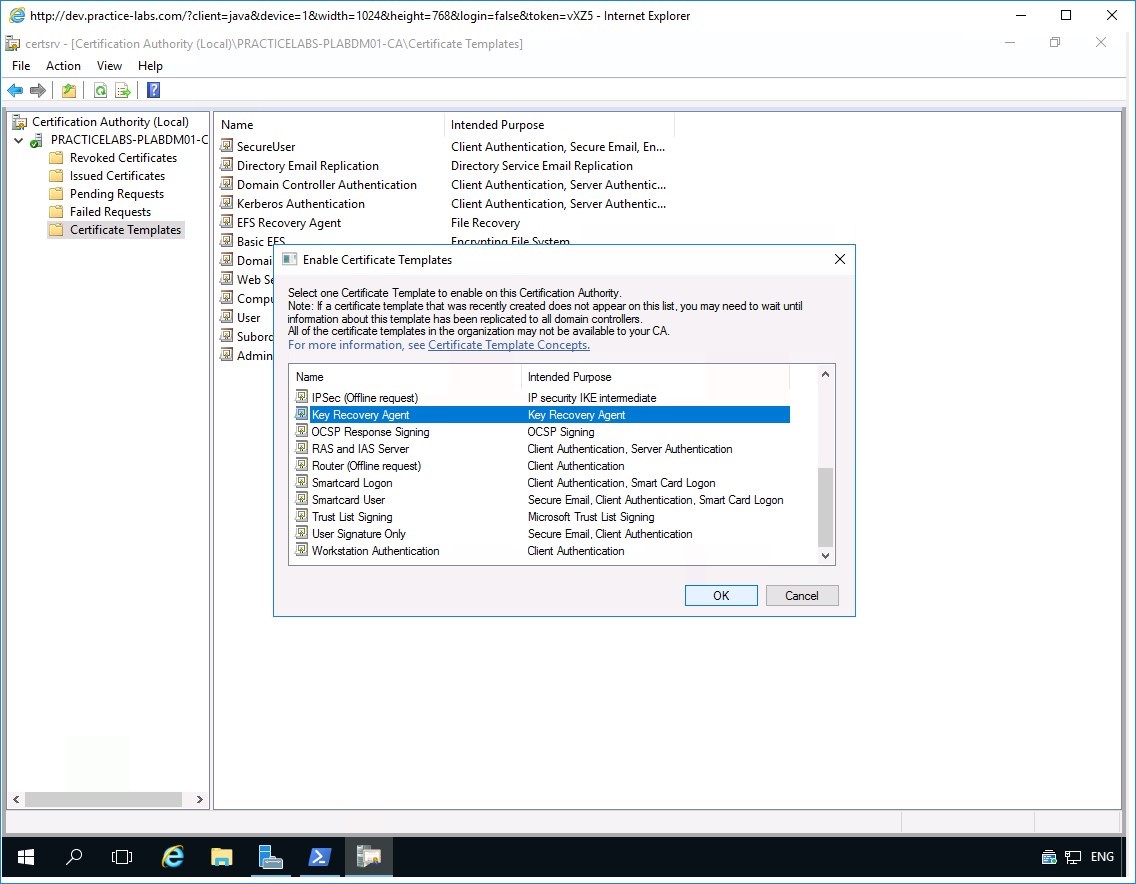 http://dev.practice-labs.com/?client=java&device=1&width=1024&height=768&login=false&token=vXZ5 - Internet Explorer
certsrv - [Certification Authority (Local)\PRACTICELABS-PLABDM01-CA\Certificate Templates]
File Action View Help
Certification Authority (Local)
PRACTICELABS-PLABDM01-C
Revoked Certificates
Issued Certificates
Pending Requests
Failed Requests
Certificate Templates
Name Intended Purpose
SecureUser Client Authentication, Secure Email, En...
Directory Email Replication Directory Service Email Replication
Domain Controller Authentication Client Authentication, Server Authentic...
Kerberos Authentication Client Authentication, Server Authentic...
EFS Recovery Agent File Recovery
Basic EFS Encrypting File System
Domai
Web Se
Compu
User
Subord
Admin
Enable Certificate Templates
Select one Certificate Template to enable on this Certification Authority.
Note: If a certificate template that was recently created does not appear on this list, you may need to wait until
information about this template has been replicated to all domain controllers.
All of the certificate templates in the organization may not be available to your CA.
For more information, see Certificate Template Concepts.
Name Intended Purpose
IPSec (Offline request) IP security IKE intermediate
Key Recovery Agent Key Recovery Agent
OCSP Response Signing OCSP Signing
RAS and IAS Server Client Authentication, Server Authentication
Router (Offline request) Client Authentication
Smartcard Logon Client Authentication, Smart Card Logon
Smartcard User Secure Email, Client Authentication, Smart Card Logon
Trust List Signing Microsoft Trust List Signing
User Signature Only Secure Email, Client Authentication
Workstation Authentication Client Authentication
OK Cancel
ENG